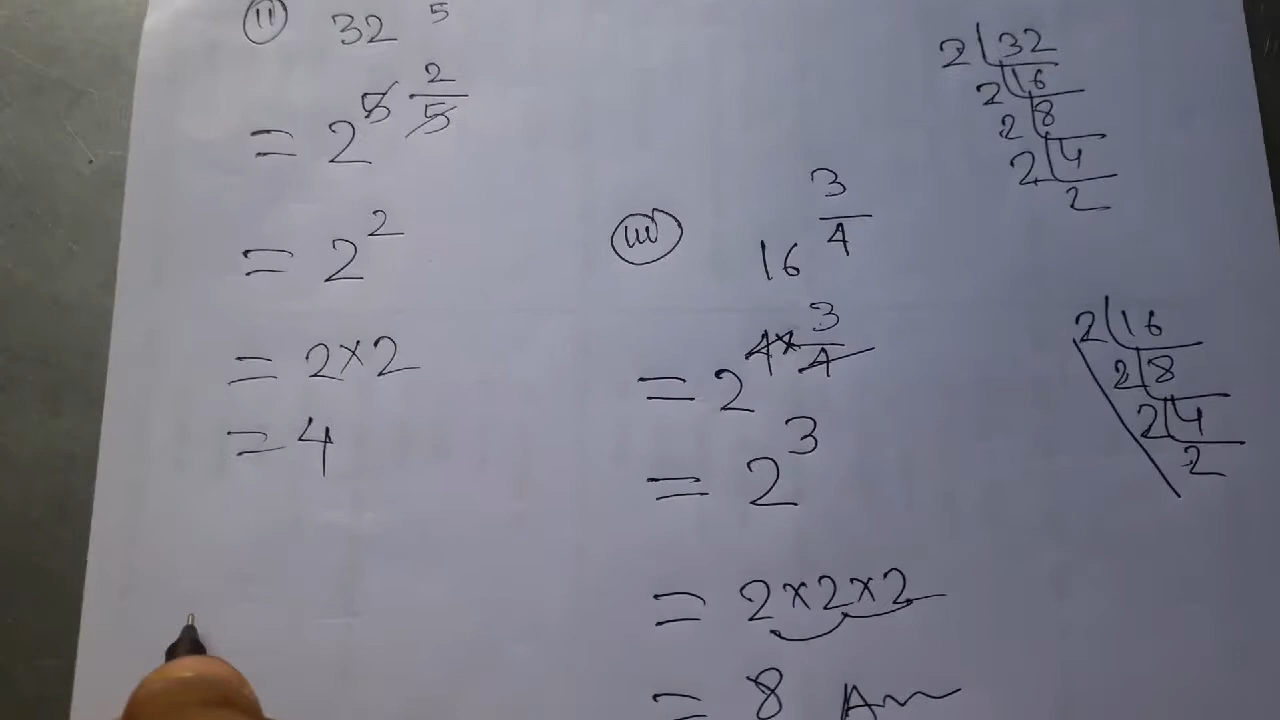 (ii) 32 5
= 2^5 2/5
= 2^2
= 2×2
= 4
(iii) 16^3/4
= 2^4×3/4
= 2^3
= 2×2×2
= 8 Ans
2 | 32
2 | 16
2 | 8
2 | 4
2
2 | 16
2 | 8
2 | 4
2